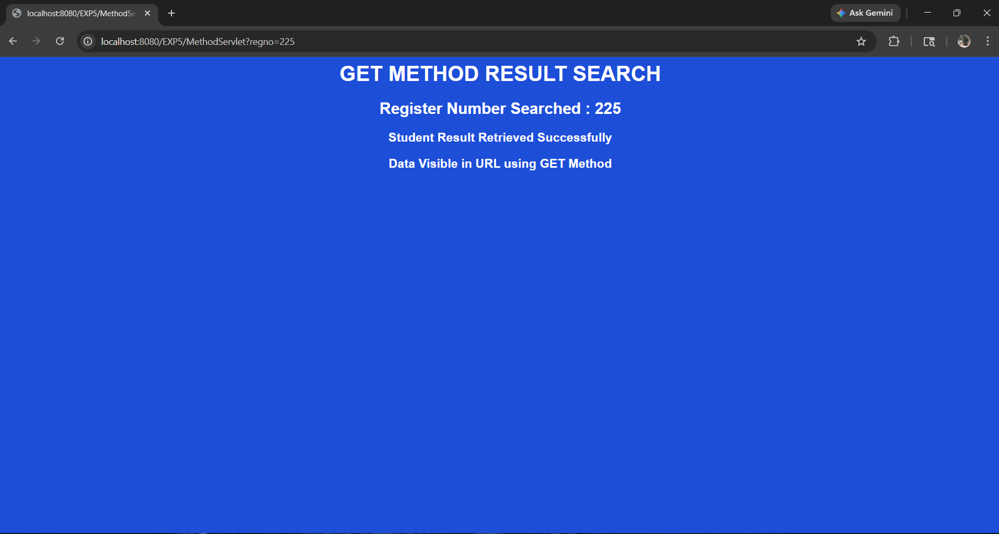 localhost:8080/EXP5/MethodSe
Ask Gemini
localhost:8080/EXP5/MethodServlet?regno=225
GET METHOD RESULT SEARCH
Register Number Searched : 225
Student Result Retrieved Successfully
Data Visible in URL using GET Method